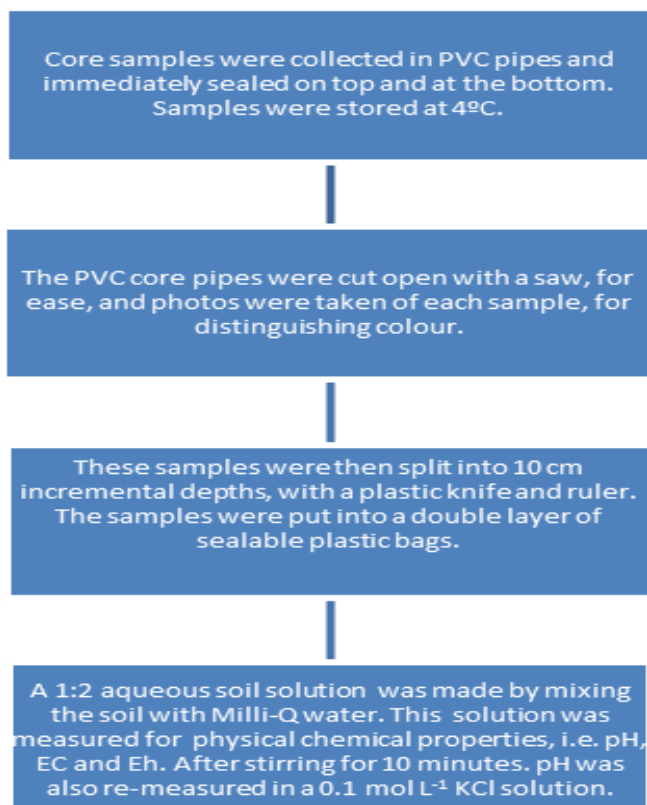 Core samples were collected in PVC pipes and
immediately sealed on top and at the bottom.
Samples were stored at 4ºC.
The PVC core pipes were cut open with a saw, for
ease, and photos were taken of each sample, for
distinguishing colour.
These samples were then split into 10 cm
incremental depths, with a plastic knife and ruler.
The samples were put into a double layer of
sealable plastic bags.
A 1:2 aqueous soil solution was made by mixing
the soil with Milli-Q water. This solution was
measured for physical chemical properties, i.e. pH,
EC and Eh. After stirring for 10 minutes. pH was
also re-measured in a 0.1 mol L⁻¹ KCl solution.